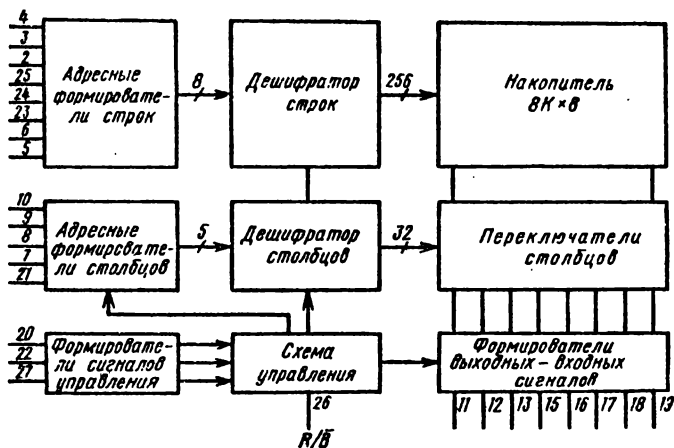 4
3
2
25
24
23
6
5
Адресные
формировате-
ли строк
8
Дешифратор
строк
256
Накопитель
8К×8
10
9
8
7
21
Адресные
формировате-
ли столбцов
5
Дешифратор
столбцов
32
Переключатели
столбцов
20
22
27
Формировате-
ли сигналов
управления
Схема
управления
26
R/B̅
Формирователи
выходных-входных
сигналов
11
12
13
15
16
17
18
19